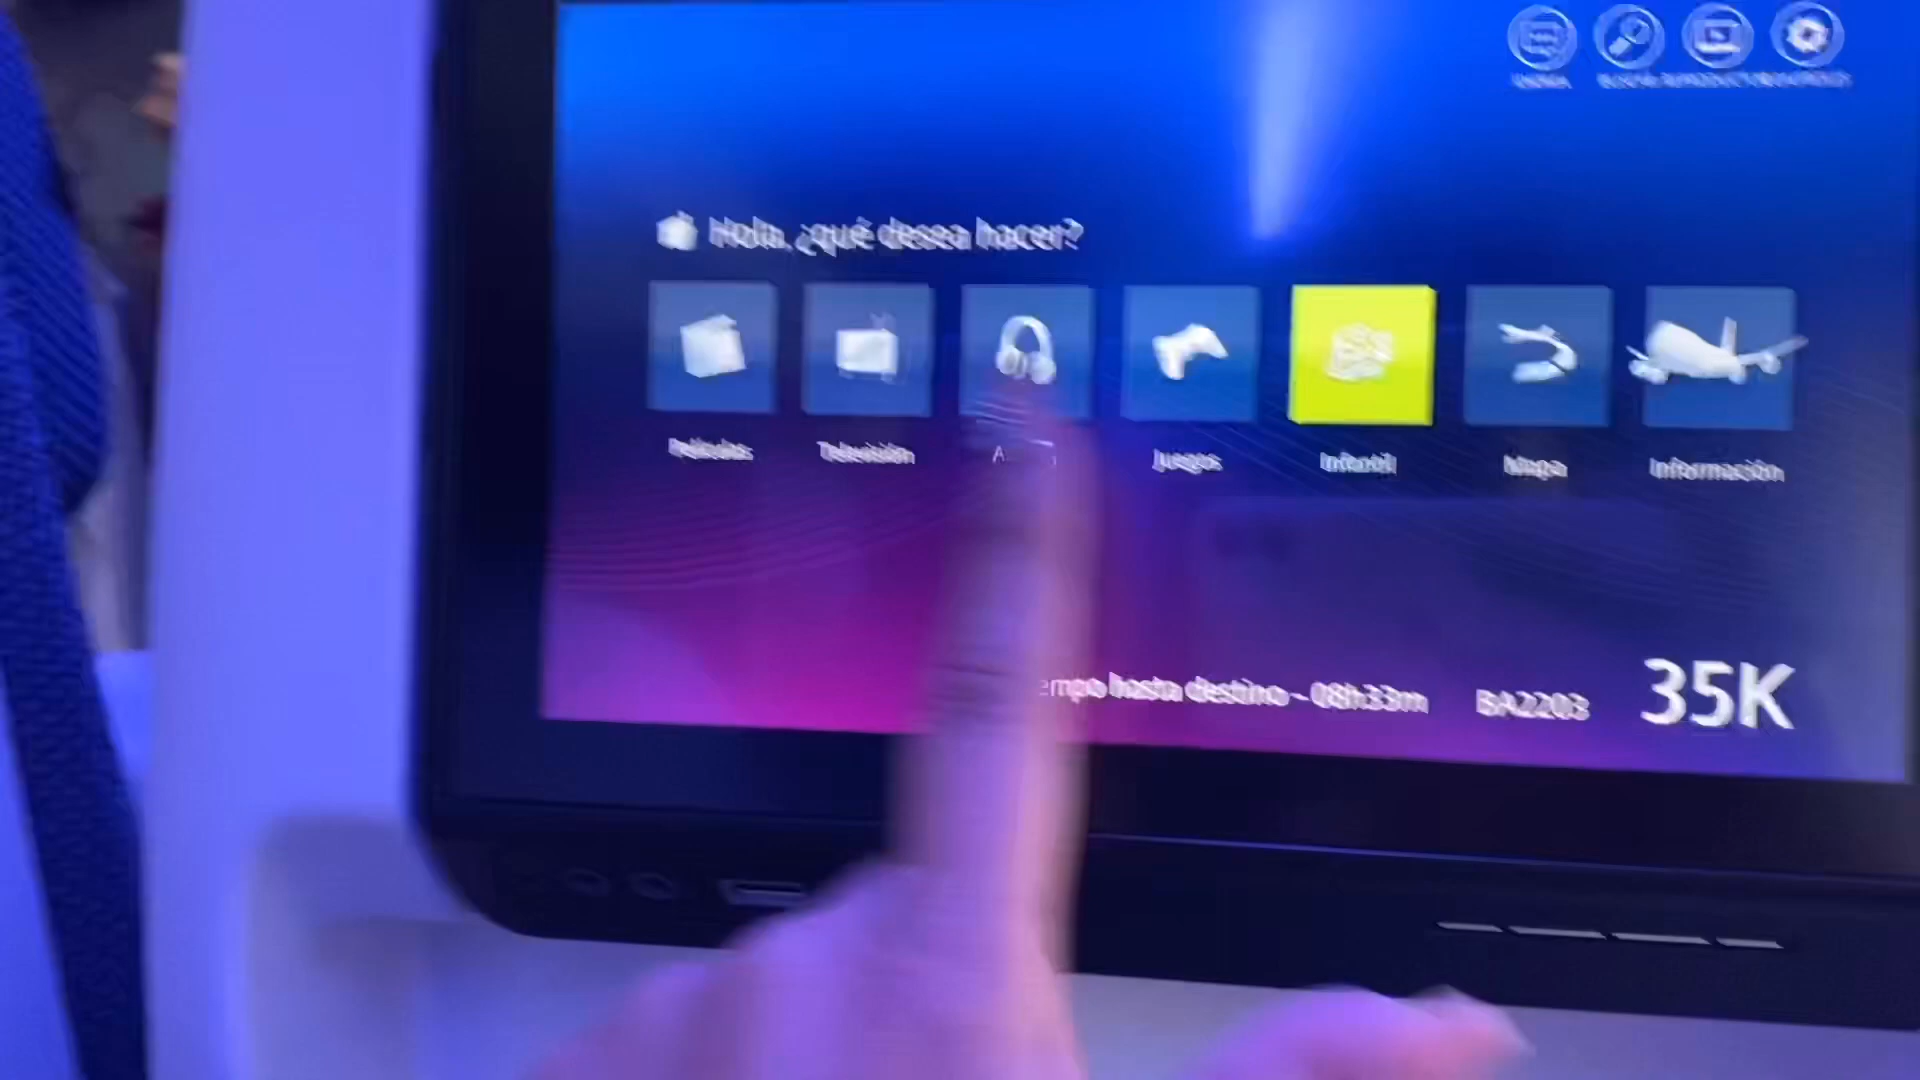 Hola, ¿qué desea hacer?
Películas Televisión Juegos Infantil Mapa Información
empo hasta destino - 08h33m BA2203 35K